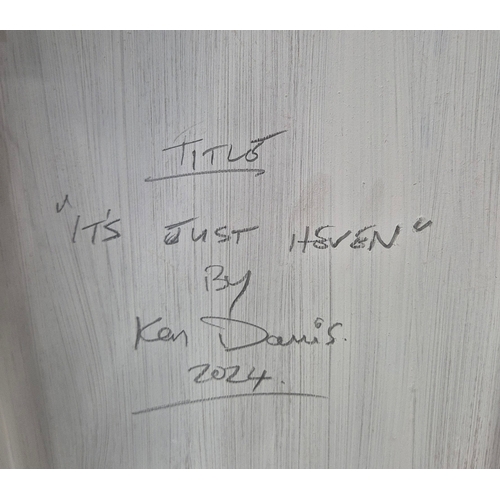 TITLE
"IT'S JUST HEVEN"
By
Ken Davis.
2024.